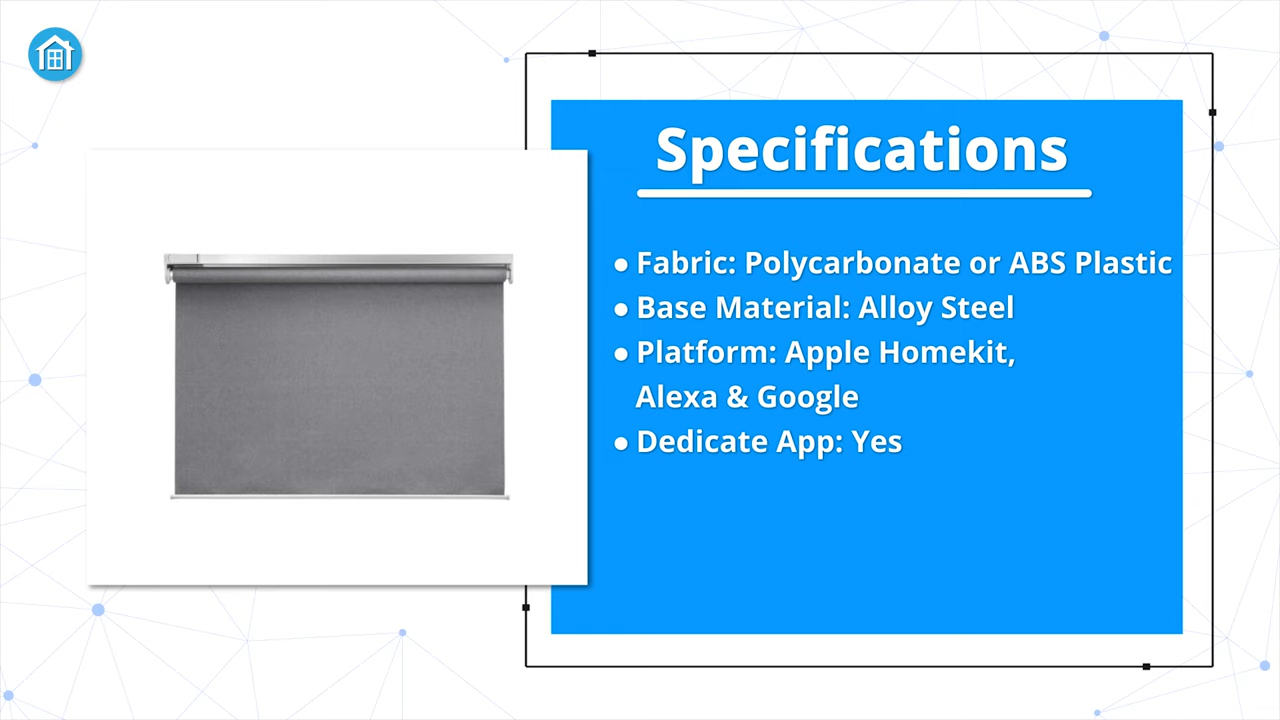 Specifications
● Fabric: Polycarbonate or ABS Plastic
● Base Material: Alloy Steel
● Platform: Apple Homekit,
Alexa & Google
● Dedicate App: Yes